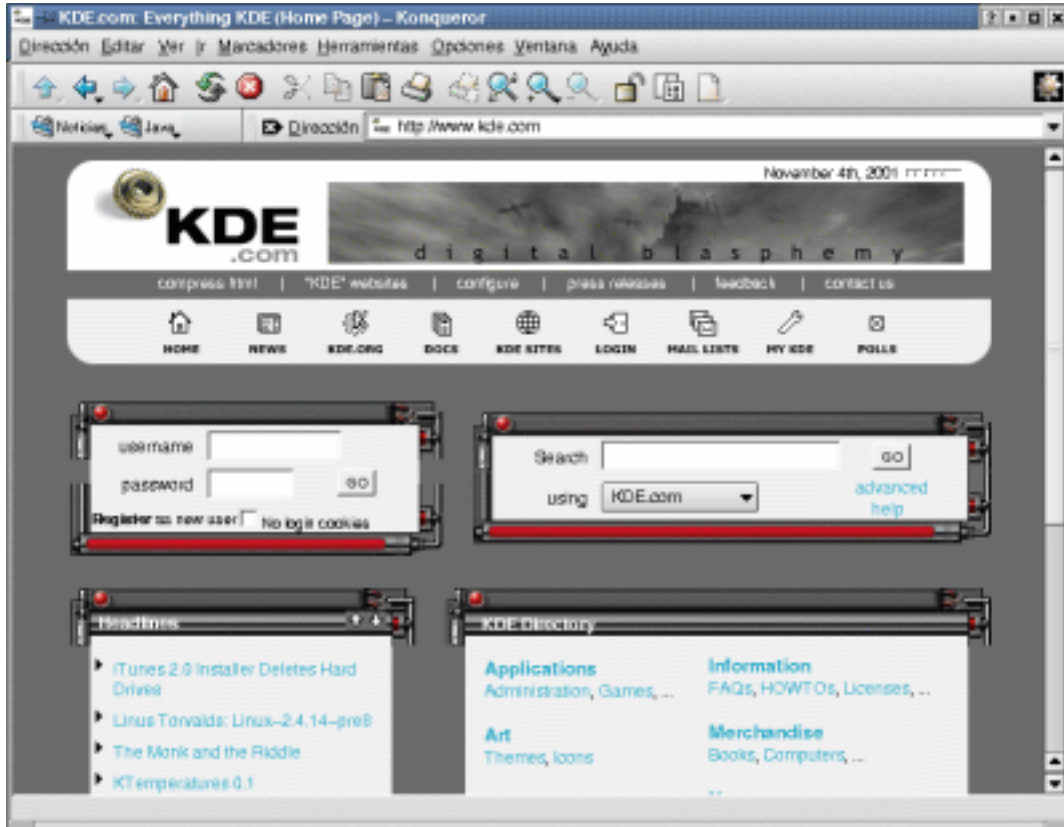 KDE.com: Everything KDE (Home Page) – Konqueror
Dirección Editar Ver Ir Marcadores Herramientas Opciones Ventana Ayuda
Noticias Java Dirección http://www.kde.com
November 4th, 2001
KDE
.com
digital blasphemy
compress html | "KDE" websites | configure | press releases | feedback | contact us
HOME NEWS KDE.ORG DOCS KDE SITES LOGIN MAIL LISTS MY KDE POLLS
username
password GO
Register as new user No login cookies
Search GO
using KDE.com advanced
help
Headlines
iTunes 2.0 Installer Deletes Hard
Drives
Linus Torvalds: Linux-2.4.14-pre8
The Monk and the Riddle
KTemperatures 0.1
KDE Directory
Applications
Administration, Games, ...
Art
Themes, Icons
Information
FAQs, HOWTOs, Licenses, ...
Merchandise
Books, Computers, ...